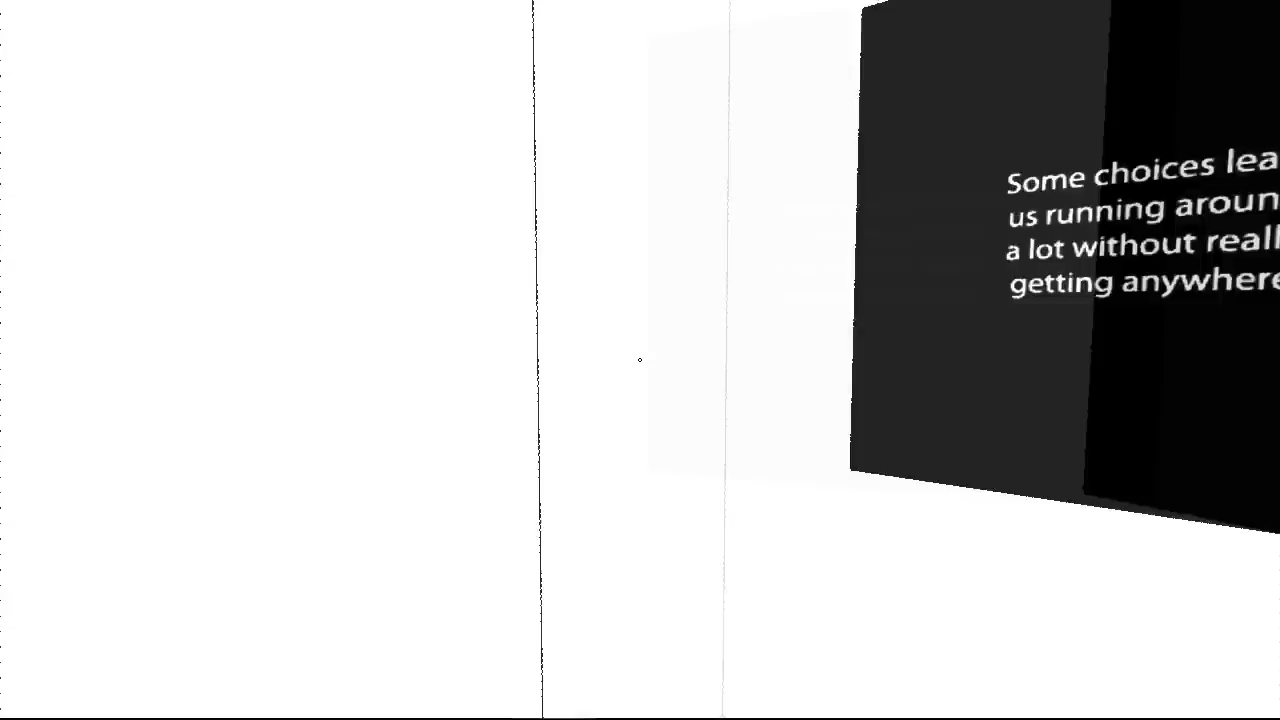 Some choices lea
us running aroun
a lot without reall
getting anywhere